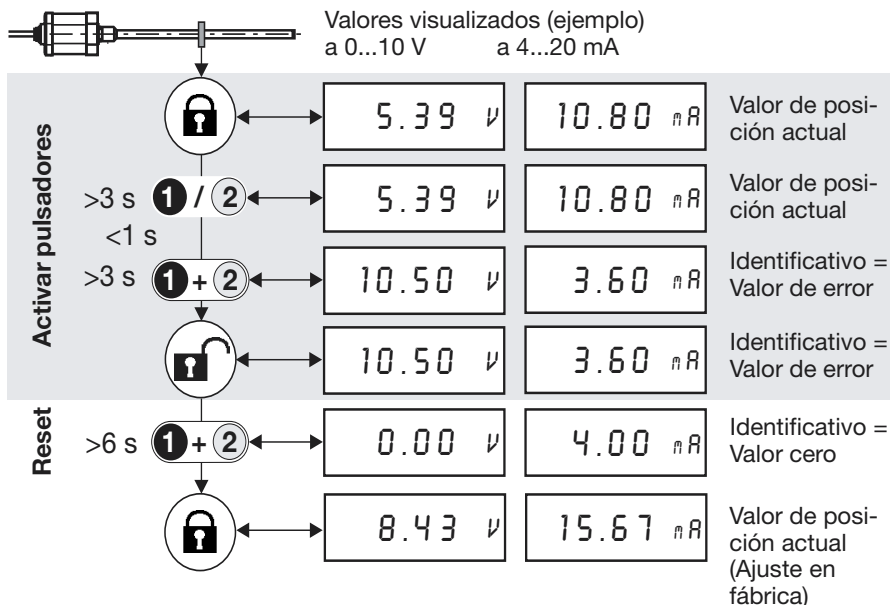 Valores visualizados (ejemplo)
a 0...10 V a 4...20 mA
Activar pulsadores
5.39 V 10.80 mA Valor de posi-
ción actual
>3 s 1 / 2 5.39 V 10.80 mA Valor de posi-
ción actual
<1 s
>3 s 1 + 2 10.50 V 3.60 mA Identificativo =
Valor de error
10.50 V 3.60 mA Identificativo =
Valor de error
Reset
>6 s 1 + 2 0.00 V 4.00 mA Identificativo =
Valor cero
8.43 V 15.67 mA Valor de posi-
ción actual
(Ajuste en
fábrica)